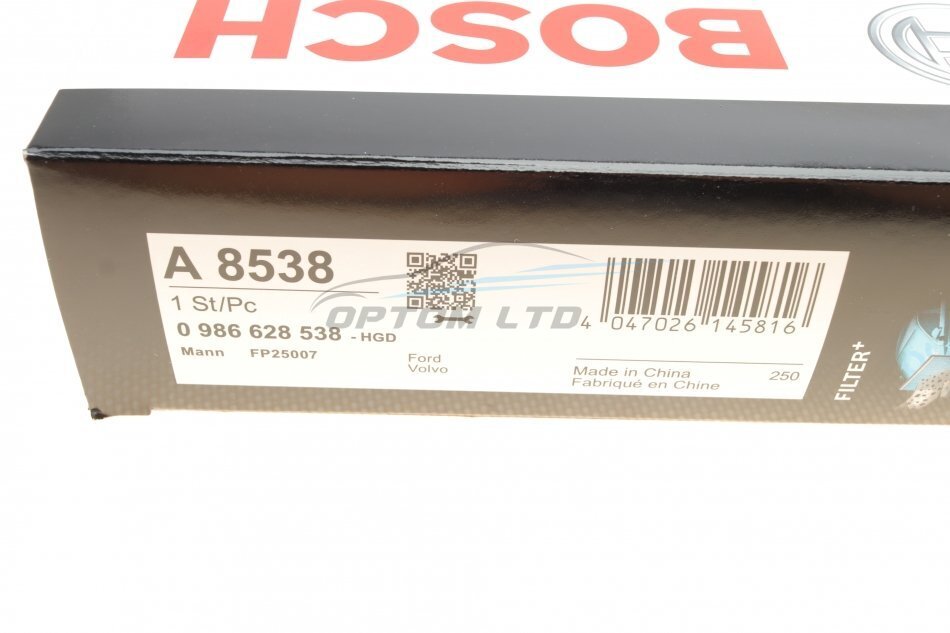 BOSCH
A 8538
1 St/Pc
0 986 628 538 - HGD
Mann FP25007
Ford
Volvo
OPTOM LTD.
4 047026 145816
Made in China
Fabriqué en Chine
250
FILTER+